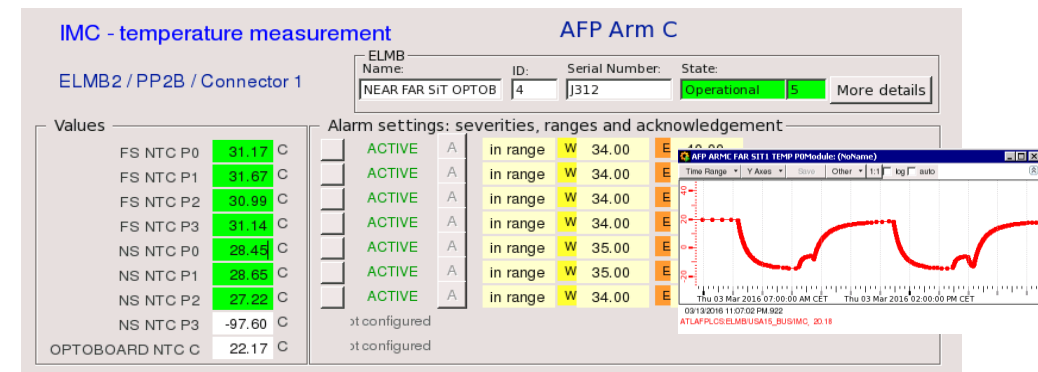 IMC - temperature measurement
AFP Arm C
ELMB2 / PP2B / Connector 1
ELMB
Name: ID: Serial Number: State:
NEAR FAR SiT OPTOB 4 J312 Operational 5 More details
Values
Alarm settings: severities, ranges and acknowledgement
FS NTC P0 31.17 C ACTIVE A in range W 34.00 E
FS NTC P1 31.67 C ACTIVE A in range W 34.00 E
FS NTC P2 30.99 C ACTIVE A in range W 34.00 E
FS NTC P3 31.14 C ACTIVE A in range W 34.00 E
NS NTC P0 28.45 C ACTIVE A in range W 35.00 E
NS NTC P1 28.65 C ACTIVE A in range W 35.00 E
NS NTC P2 27.22 C ACTIVE A in range W 34.00 E
NS NTC P3 -97.60 C ot configured
OPTOBOARD NTC C 22.17 C ot configured
AFP ARMC FAR SIT1 TEMP P0Module: (NoName)
Time Range Y Axes Save Other 1:1 log auto
40
20
0
-20
Thu 03 Mar 2016 07:00:00 AM CET Thu 03 Mar 2016 02:00:00 PM CET
03/13/2016 11:07:02 PM.922
ATLAFPLCS:ELMB/USA15_BUS/IMC, 20.18